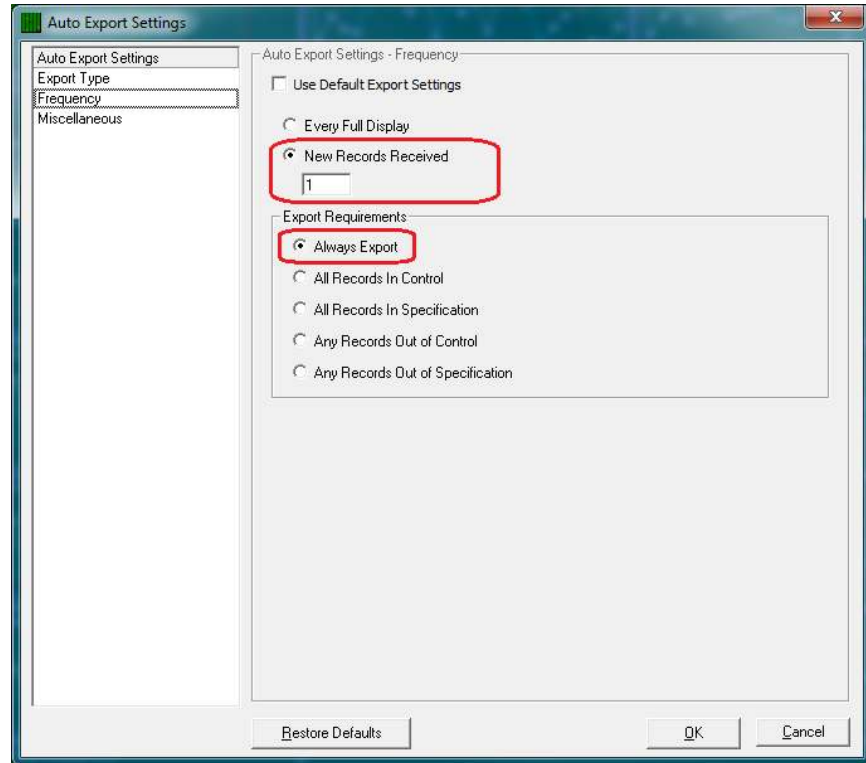 Auto Export Settings
Auto Export Settings
Export Type
Frequency
Miscellaneous
Auto Export Settings - Frequency
Use Default Export Settings
Every Full Display
New Records Received
1
Export Requirements
Always Export
All Records In Control
All Records In Specification
Any Records Out of Control
Any Records Out of Specification
Restore Defaults
OK
Cancel